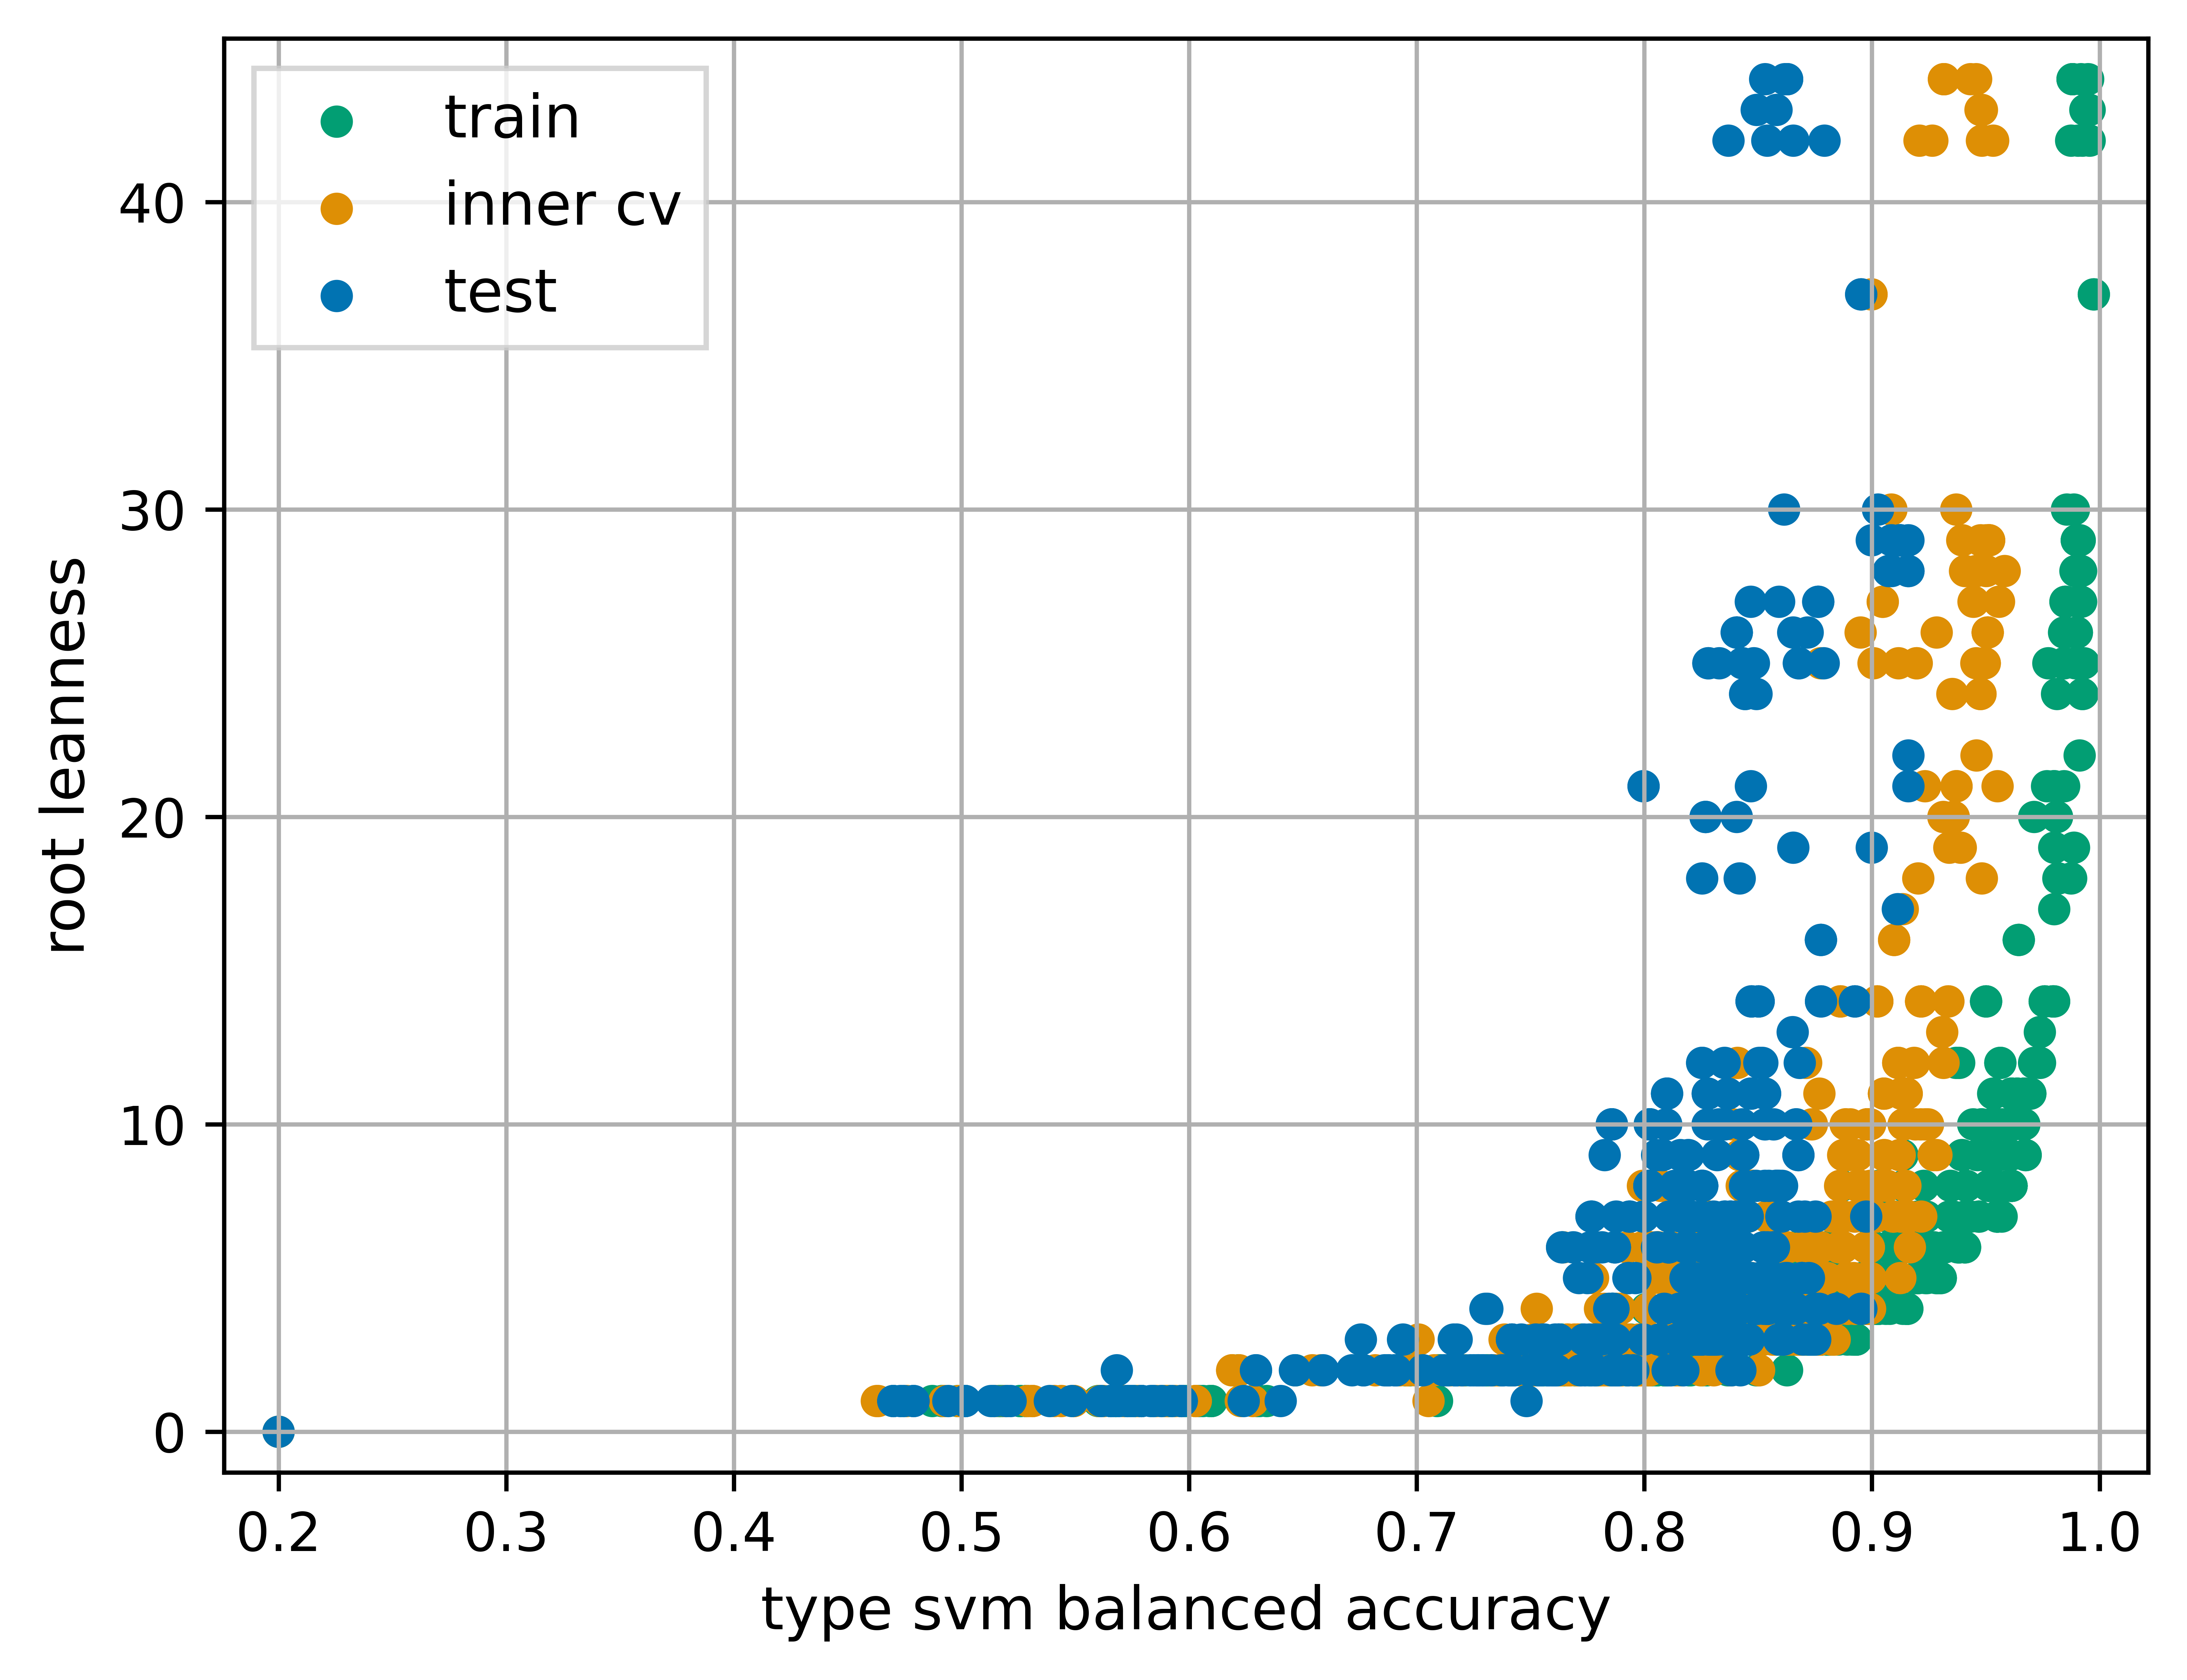 train
inner cv
test
40
30
20
10
0
root leanness
0.2 0.3 0.4 0.5 0.6 0.7 0.8 0.9 1.0
type svm balanced accuracy